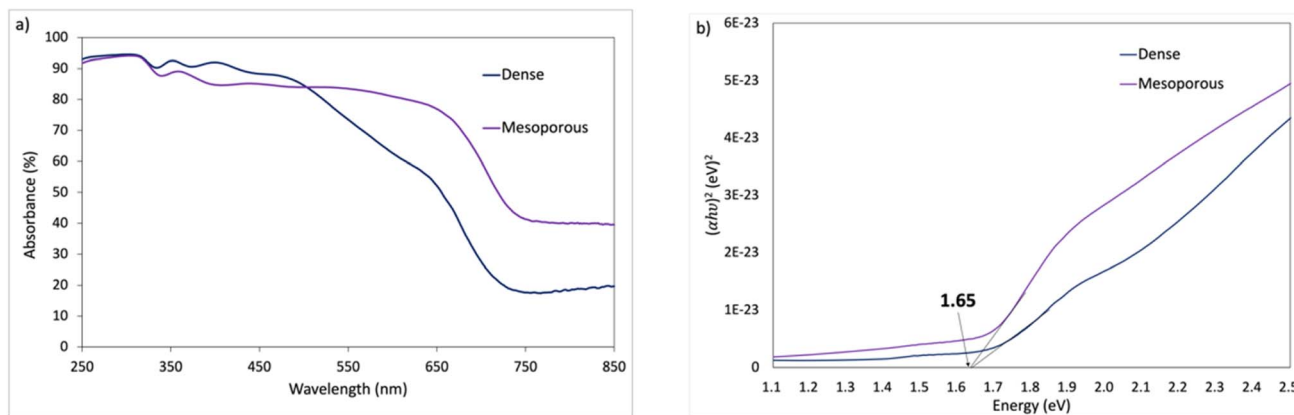 a)
100
90
80
70
60
50
40
30
20
10
0
Absorbance (%)
250 350 450 550 650 750 850
Wavelength (nm)
Dense
Mesoporous
b)
6E-23
5E-23
4E-23
3E-23
2E-23
1E-23
0
(αhυ)² (eV)²
1.1 1.2 1.3 1.4 1.5 1.6 1.7 1.8 1.9 2.0 2.1 2.2 2.3 2.4 2.5
Energy (eV)
Dense
Mesoporous
1.65